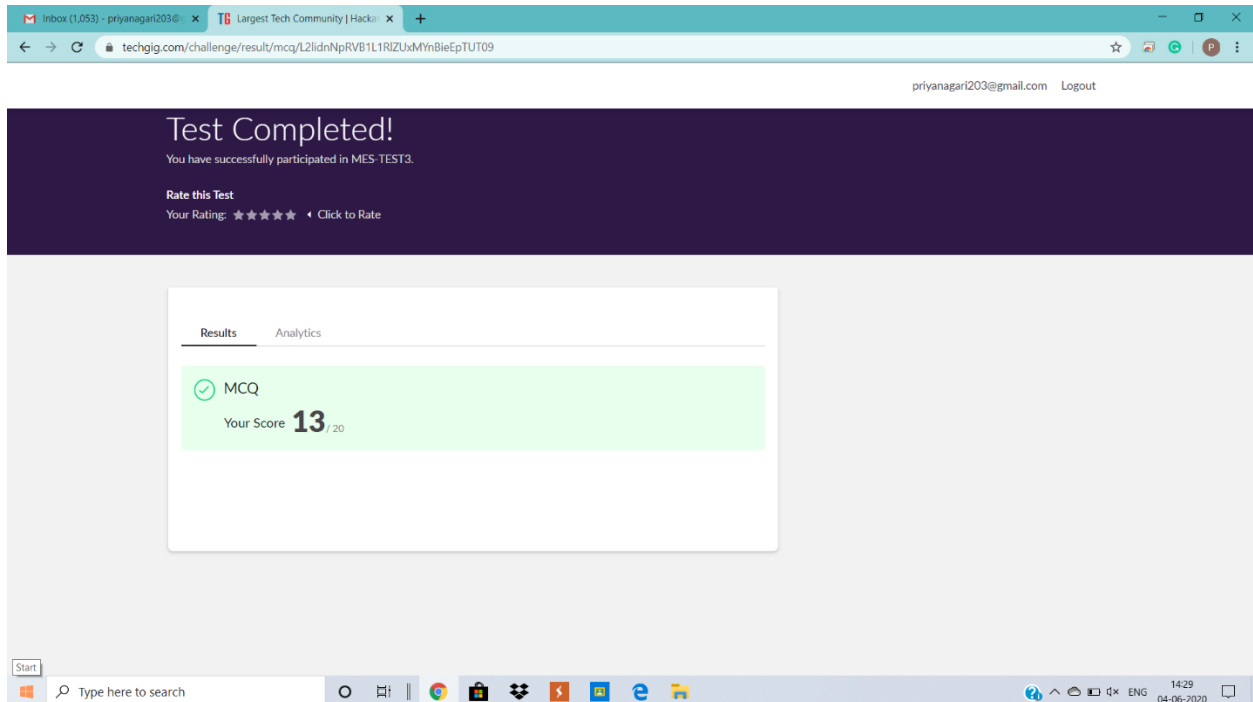 Inbox (1,053) - priyanagari203@g
Largest Tech Community | Hacka
techgig.com/challenge/result/mcq/L2lidnNpRVB1L1RlZUxMYnBieEpTUT09
P
priyanagari203@gmail.com Logout
Test Completed!
You have successfully participated in MES-TEST3.
Rate this Test
Your Rating: Click to Rate
Results Analytics
MCQ
Your Score 13 / 20
Start
Type here to search
ENG
14:29
04-06-2020